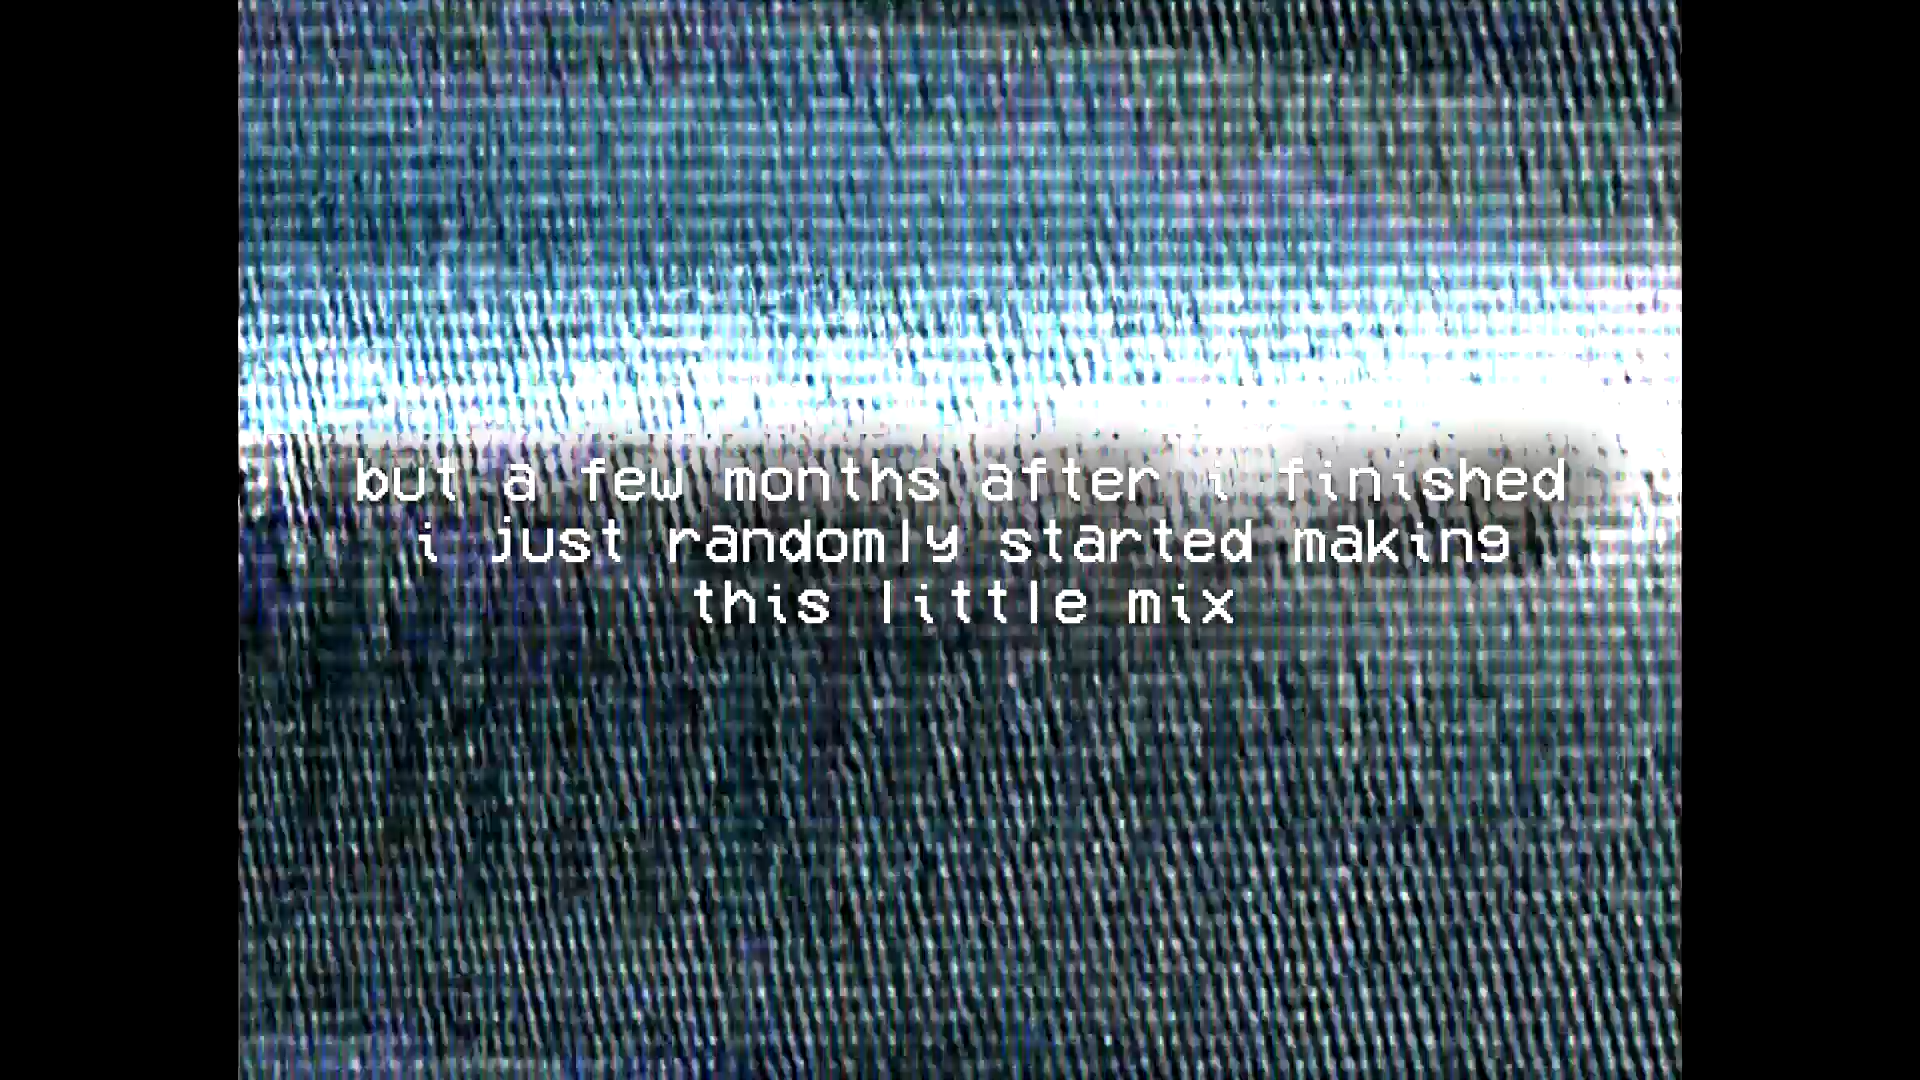 but a few months after i finished
i just randomly started making
this little mix